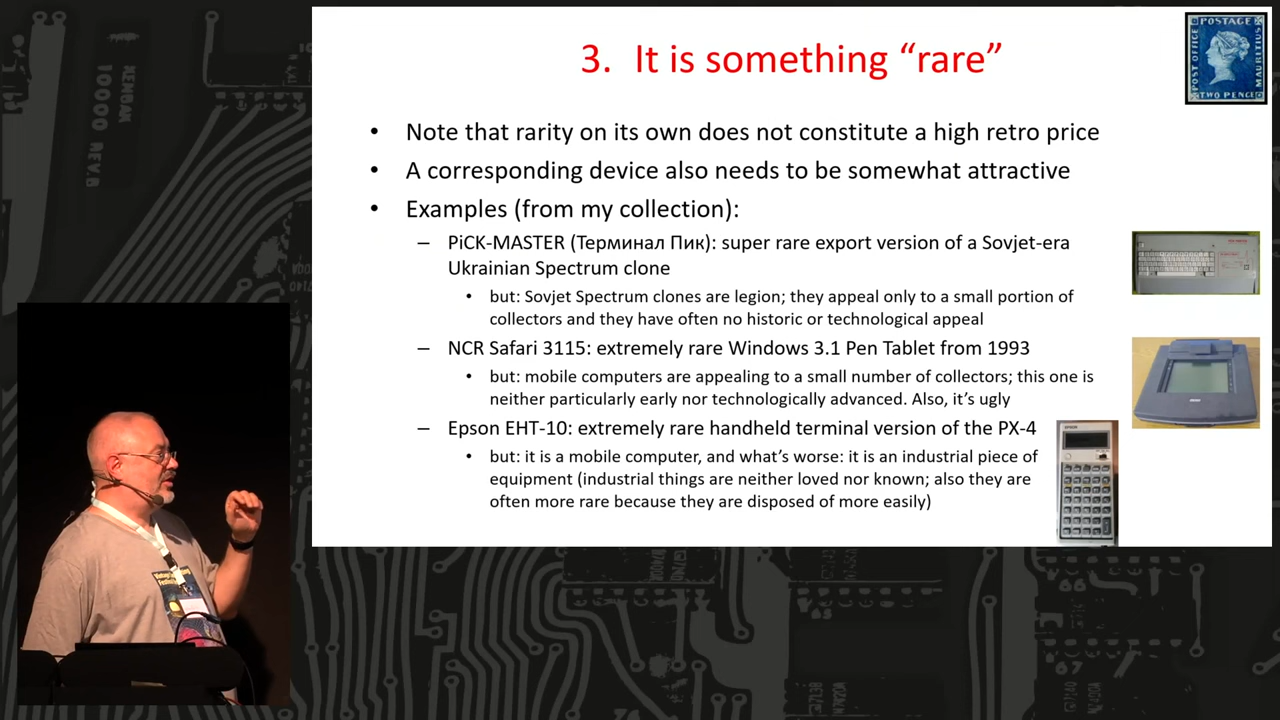 3. It is something “rare”
POSTAGE
POST OFFICE
MAURITIUS
TWO PENCE
• Note that rarity on its own does not constitute a high retro price
• A corresponding device also needs to be somewhat attractive
• Examples (from my collection):
– PiCK-MASTER (Терминал Пик): super rare export version of a Sovjet-era
Ukrainian Spectrum clone
• but: Sovjet Spectrum clones are legion; they appeal only to a small portion of
collectors and they have often no historic or technological appeal
– NCR Safari 3115: extremely rare Windows 3.1 Pen Tablet from 1993
• but: mobile computers are appealing to a small number of collectors; this one is
neither particularly early nor technologically advanced. Also, it’s ugly
– Epson EHT-10: extremely rare handheld terminal version of the PX-4
• but: it is a mobile computer, and what’s worse: it is an industrial piece of
equipment (industrial things are neither loved nor known; also they are
often more rare because they are disposed of more easily)
EPSON
XEMBAK
10000 REV.B